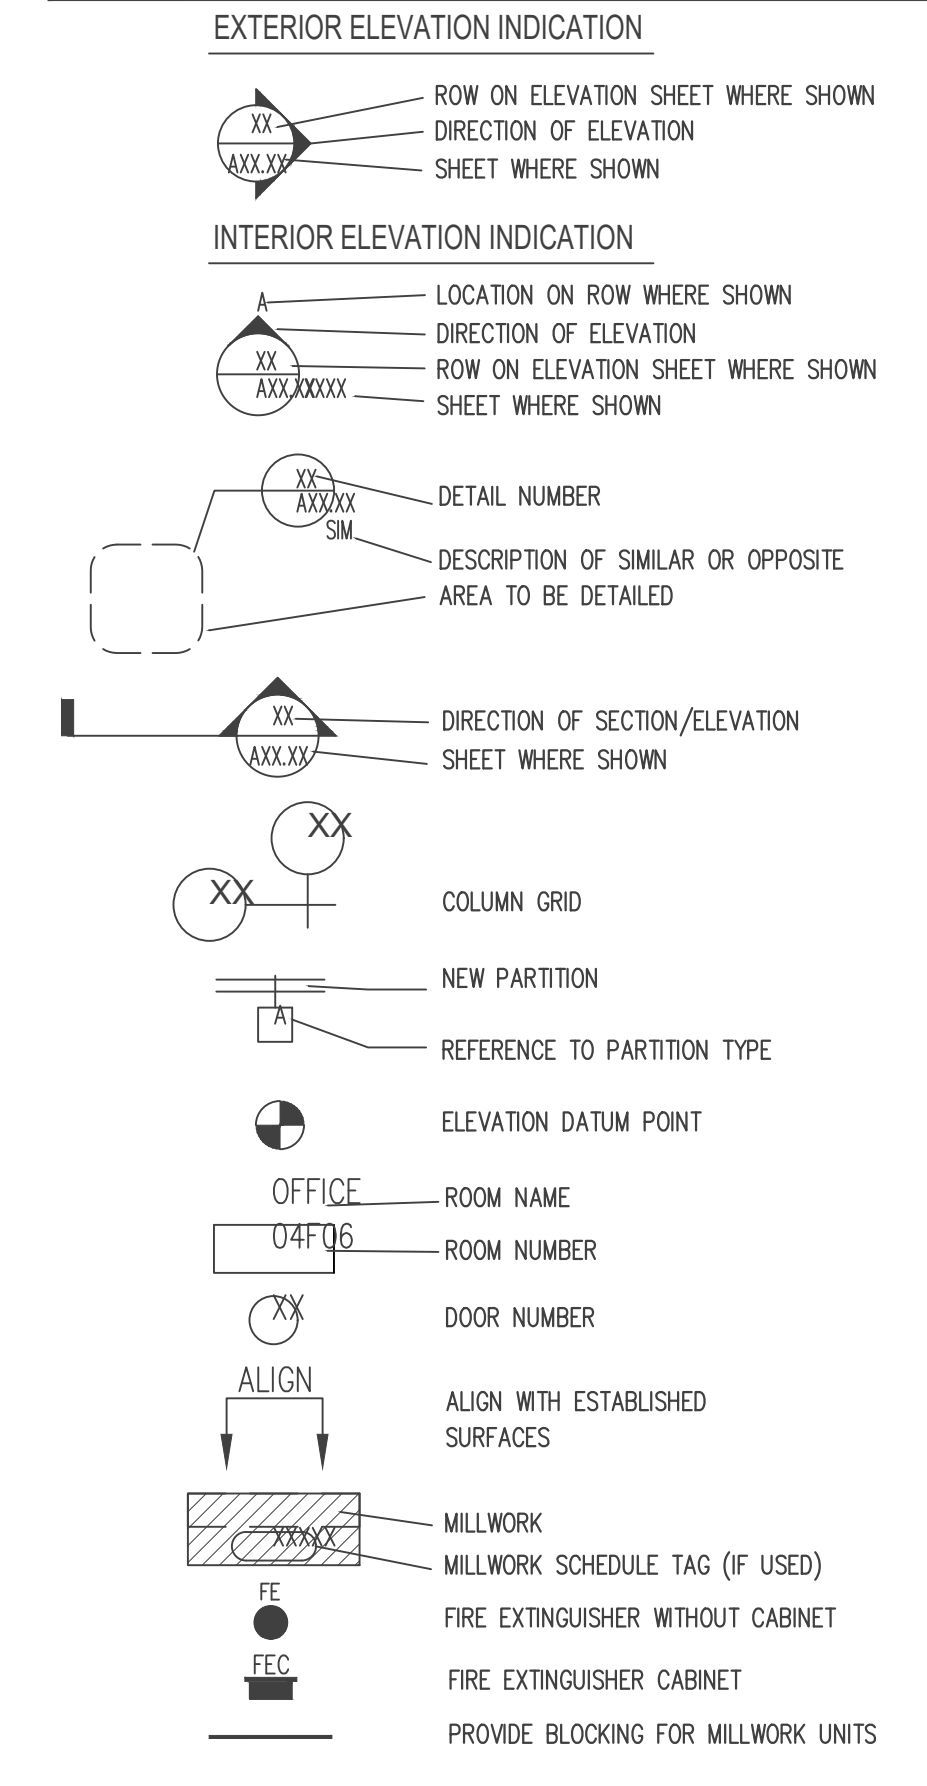 EXTERIOR ELEVATION INDICATION
XX
AXX.XX
ROW ON ELEVATION SHEET WHERE SHOWN
DIRECTION OF ELEVATION
SHEET WHERE SHOWN
INTERIOR ELEVATION INDICATION
A
LOCATION ON ROW WHERE SHOWN
DIRECTION OF ELEVATION
XX
ROW ON ELEVATION SHEET WHERE SHOWN
SHEET WHERE SHOWN
XX
AXX.XX
SIM
DETAIL NUMBER
DESCRIPTION OF SIMILAR OR OPPOSITE
AREA TO BE DETAILED
XX
AXX.XX
DIRECTION OF SECTION/ELEVATION
SHEET WHERE SHOWN
XX
XX
COLUMN GRID
NEW PARTITION
A
REFERENCE TO PARTITION TYPE
ELEVATION DATUM POINT
OFFICE
ROOM NAME
04F06
ROOM NUMBER
XX
DOOR NUMBER
ALIGN
ALIGN WITH ESTABLISHED
SURFACES
MILLWORK
XXXXX
MILLWORK SCHEDULE TAG (IF USED)
FE
FIRE EXTINGUISHER WITHOUT CABINET
FEC
FIRE EXTINGUISHER CABINET
PROVIDE BLOCKING FOR MILLWORK UNITS